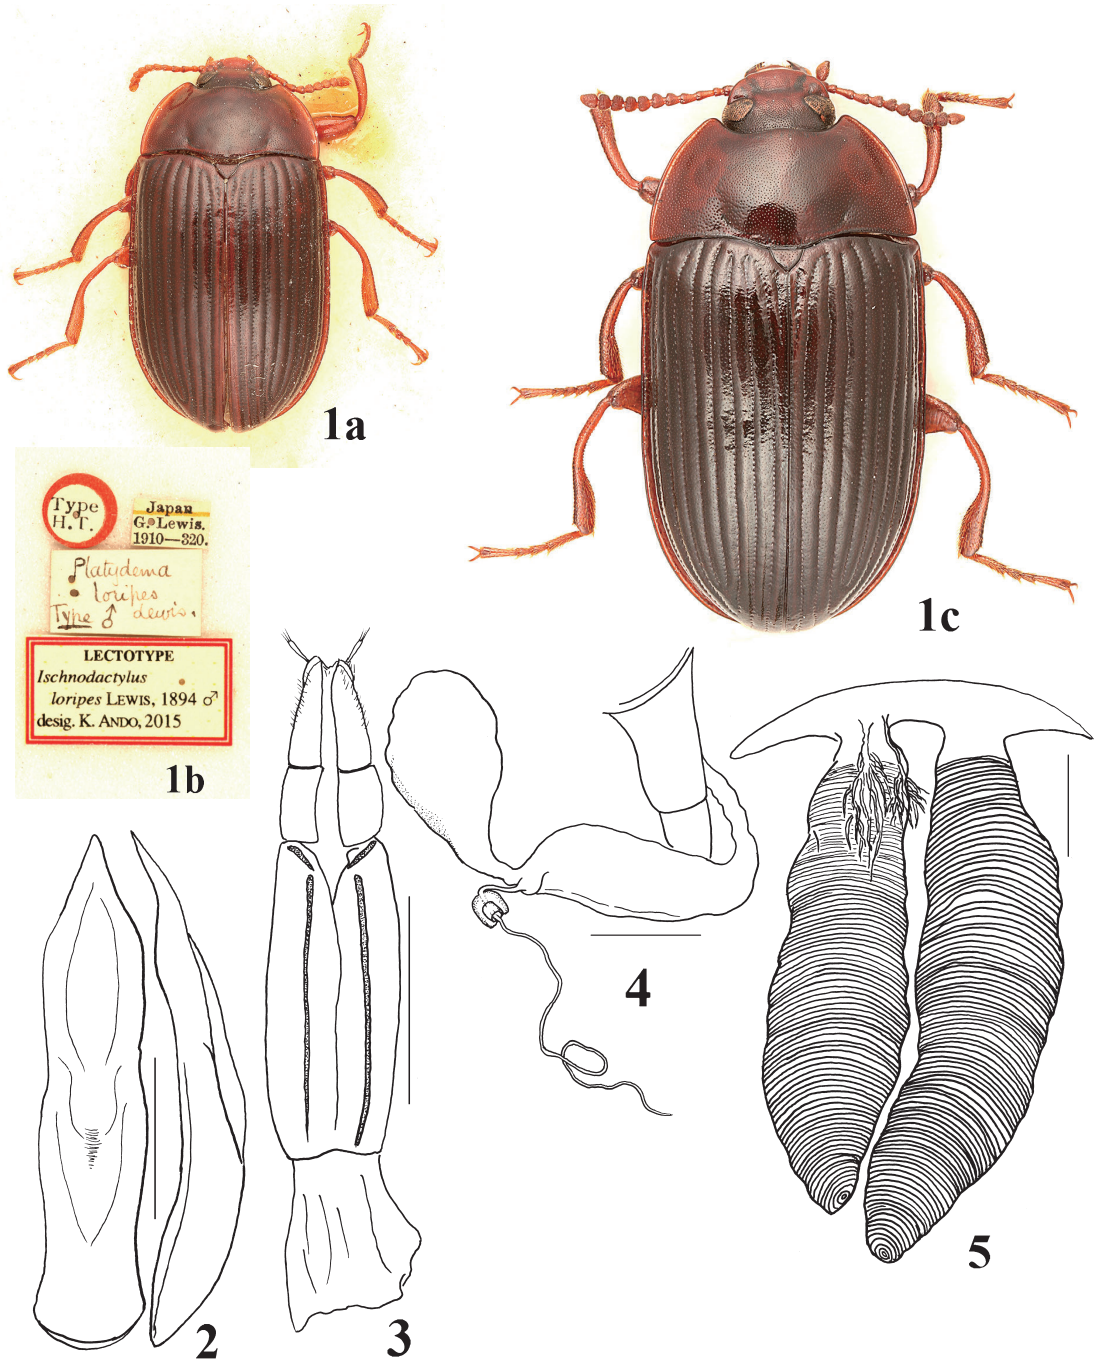 1a
1c
Type
H.T.
Japan
G. Lewis.
1910—320.
Platydema
loripes
Type ♂ Lewis.
LECTOTYPE
Ischnodactylus
loripes LEWIS, 1894 ♂
desig. K. ANDO, 2015
1b
2
3
4
5